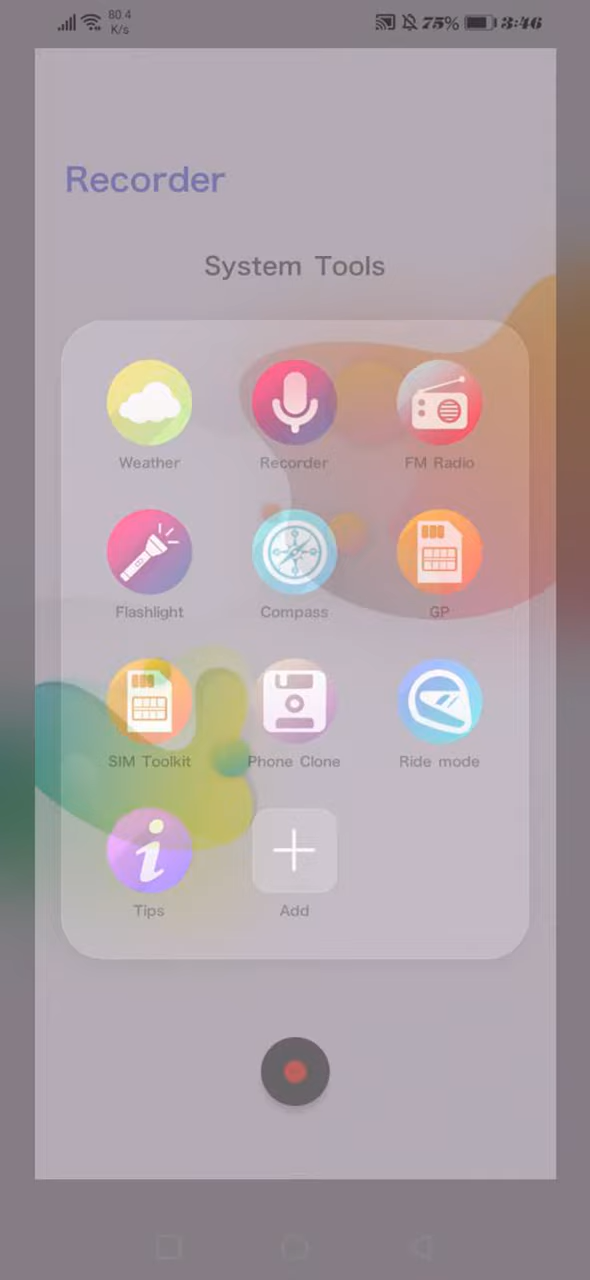 80.4
K/s
75%
3:46
Recorder
System Tools
Weather Recorder FM Radio
Flashlight Compass GP
SIM Toolkit Phone Clone Ride mode
Tips Add